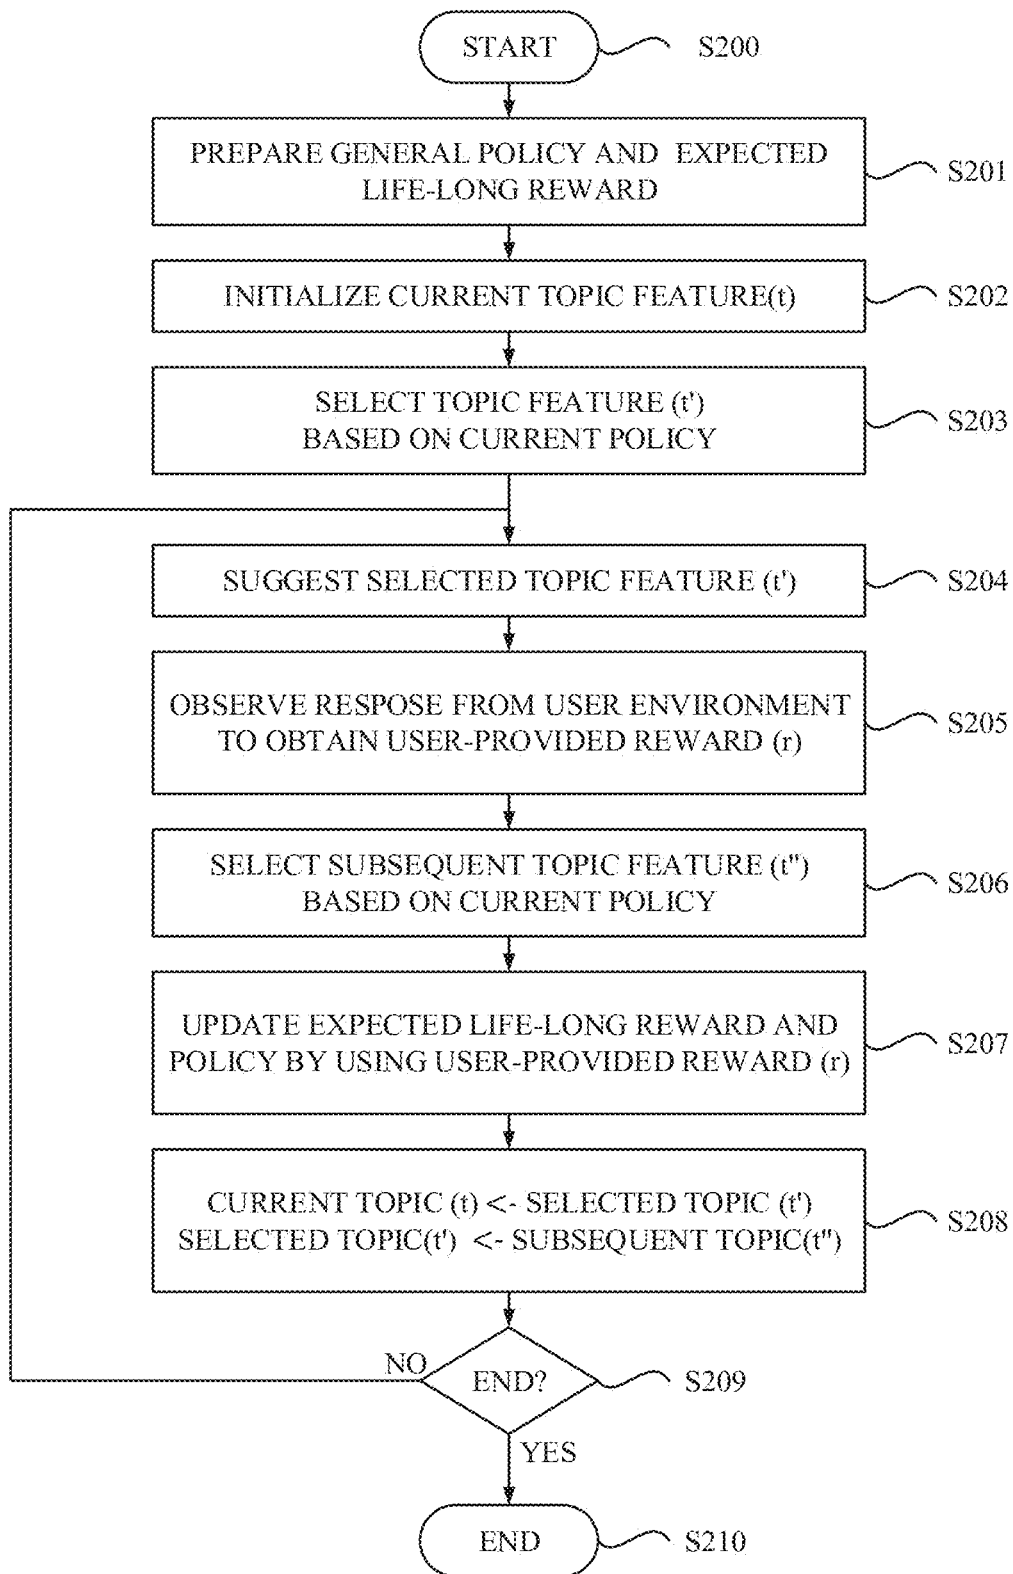 START
S200
PREPARE GENERAL POLICY AND EXPECTED
LIFE-LONG REWARD
S201
INITIALIZE CURRENT TOPIC FEATURE(t)
S202
SELECT TOPIC FEATURE (t')
BASED ON CURRENT POLICY
S203
SUGGEST SELECTED TOPIC FEATURE (t')
S204
OBSERVE RESPOSE FROM USER ENVIRONMENT
TO OBTAIN USER-PROVIDED REWARD (r)
S205
SELECT SUBSEQUENT TOPIC FEATURE (t")
BASED ON CURRENT POLICY
S206
UPDATE EXPECTED LIFE-LONG REWARD AND
POLICY BY USING USER-PROVIDED REWARD (r)
S207
CURRENT TOPIC (t) <- SELECTED TOPIC (t')
SELECTED TOPIC(t') <- SUBSEQUENT TOPIC(t")
S208
NO
END?
S209
YES
END
S210